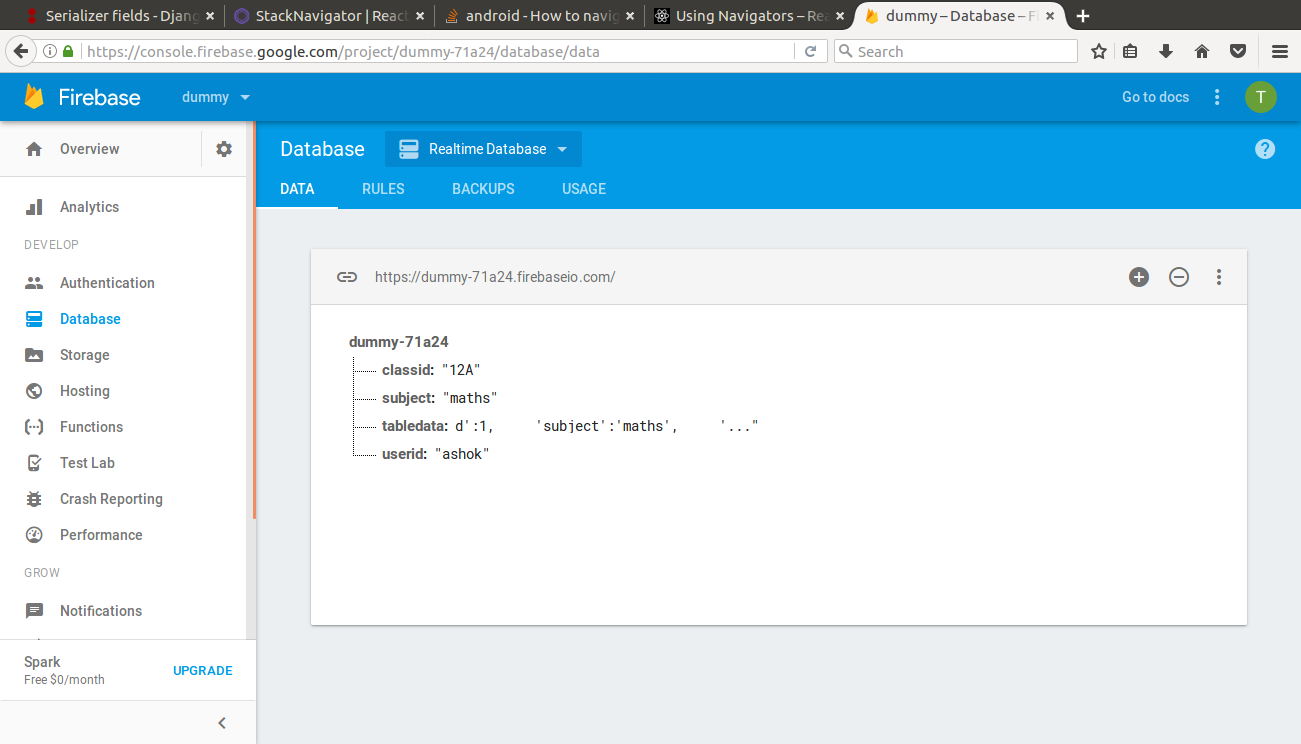 Serializer fields - Djang
StackNavigator | React
android - How to navig
Using Navigators – Rea
dummy – Database – Fi
https://console.firebase.google.com/project/dummy-71a24/database/data
Search
Firebase
dummy
Go to docs
T
Overview
Database
Realtime Database
DATA
RULES
BACKUPS
USAGE
Analytics
DEVELOP
Authentication
Database
Storage
Hosting
Functions
Test Lab
Crash Reporting
Performance
GROW
Notifications
Spark
Free $0/month
UPGRADE
https://dummy-71a24.firebaseio.com/
dummy-71a24
classid: "12A"
subject: "maths"
tabledata: d':1, 'subject':'maths', '..."
userid: "ashok"